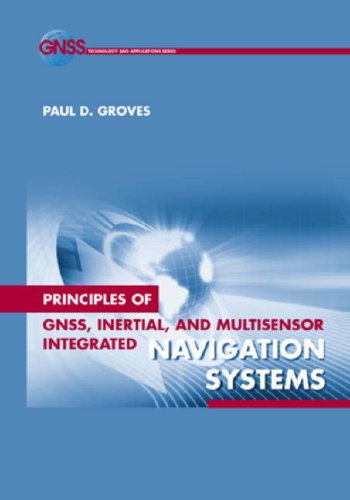 GNSS TECHNOLOGY AND APPLICATIONS SERIES
PAUL D. GROVES
PRINCIPLES OF
GNSS, INERTIAL, AND MULTISENSOR
INTEGRATED NAVIGATION
SYSTEMS